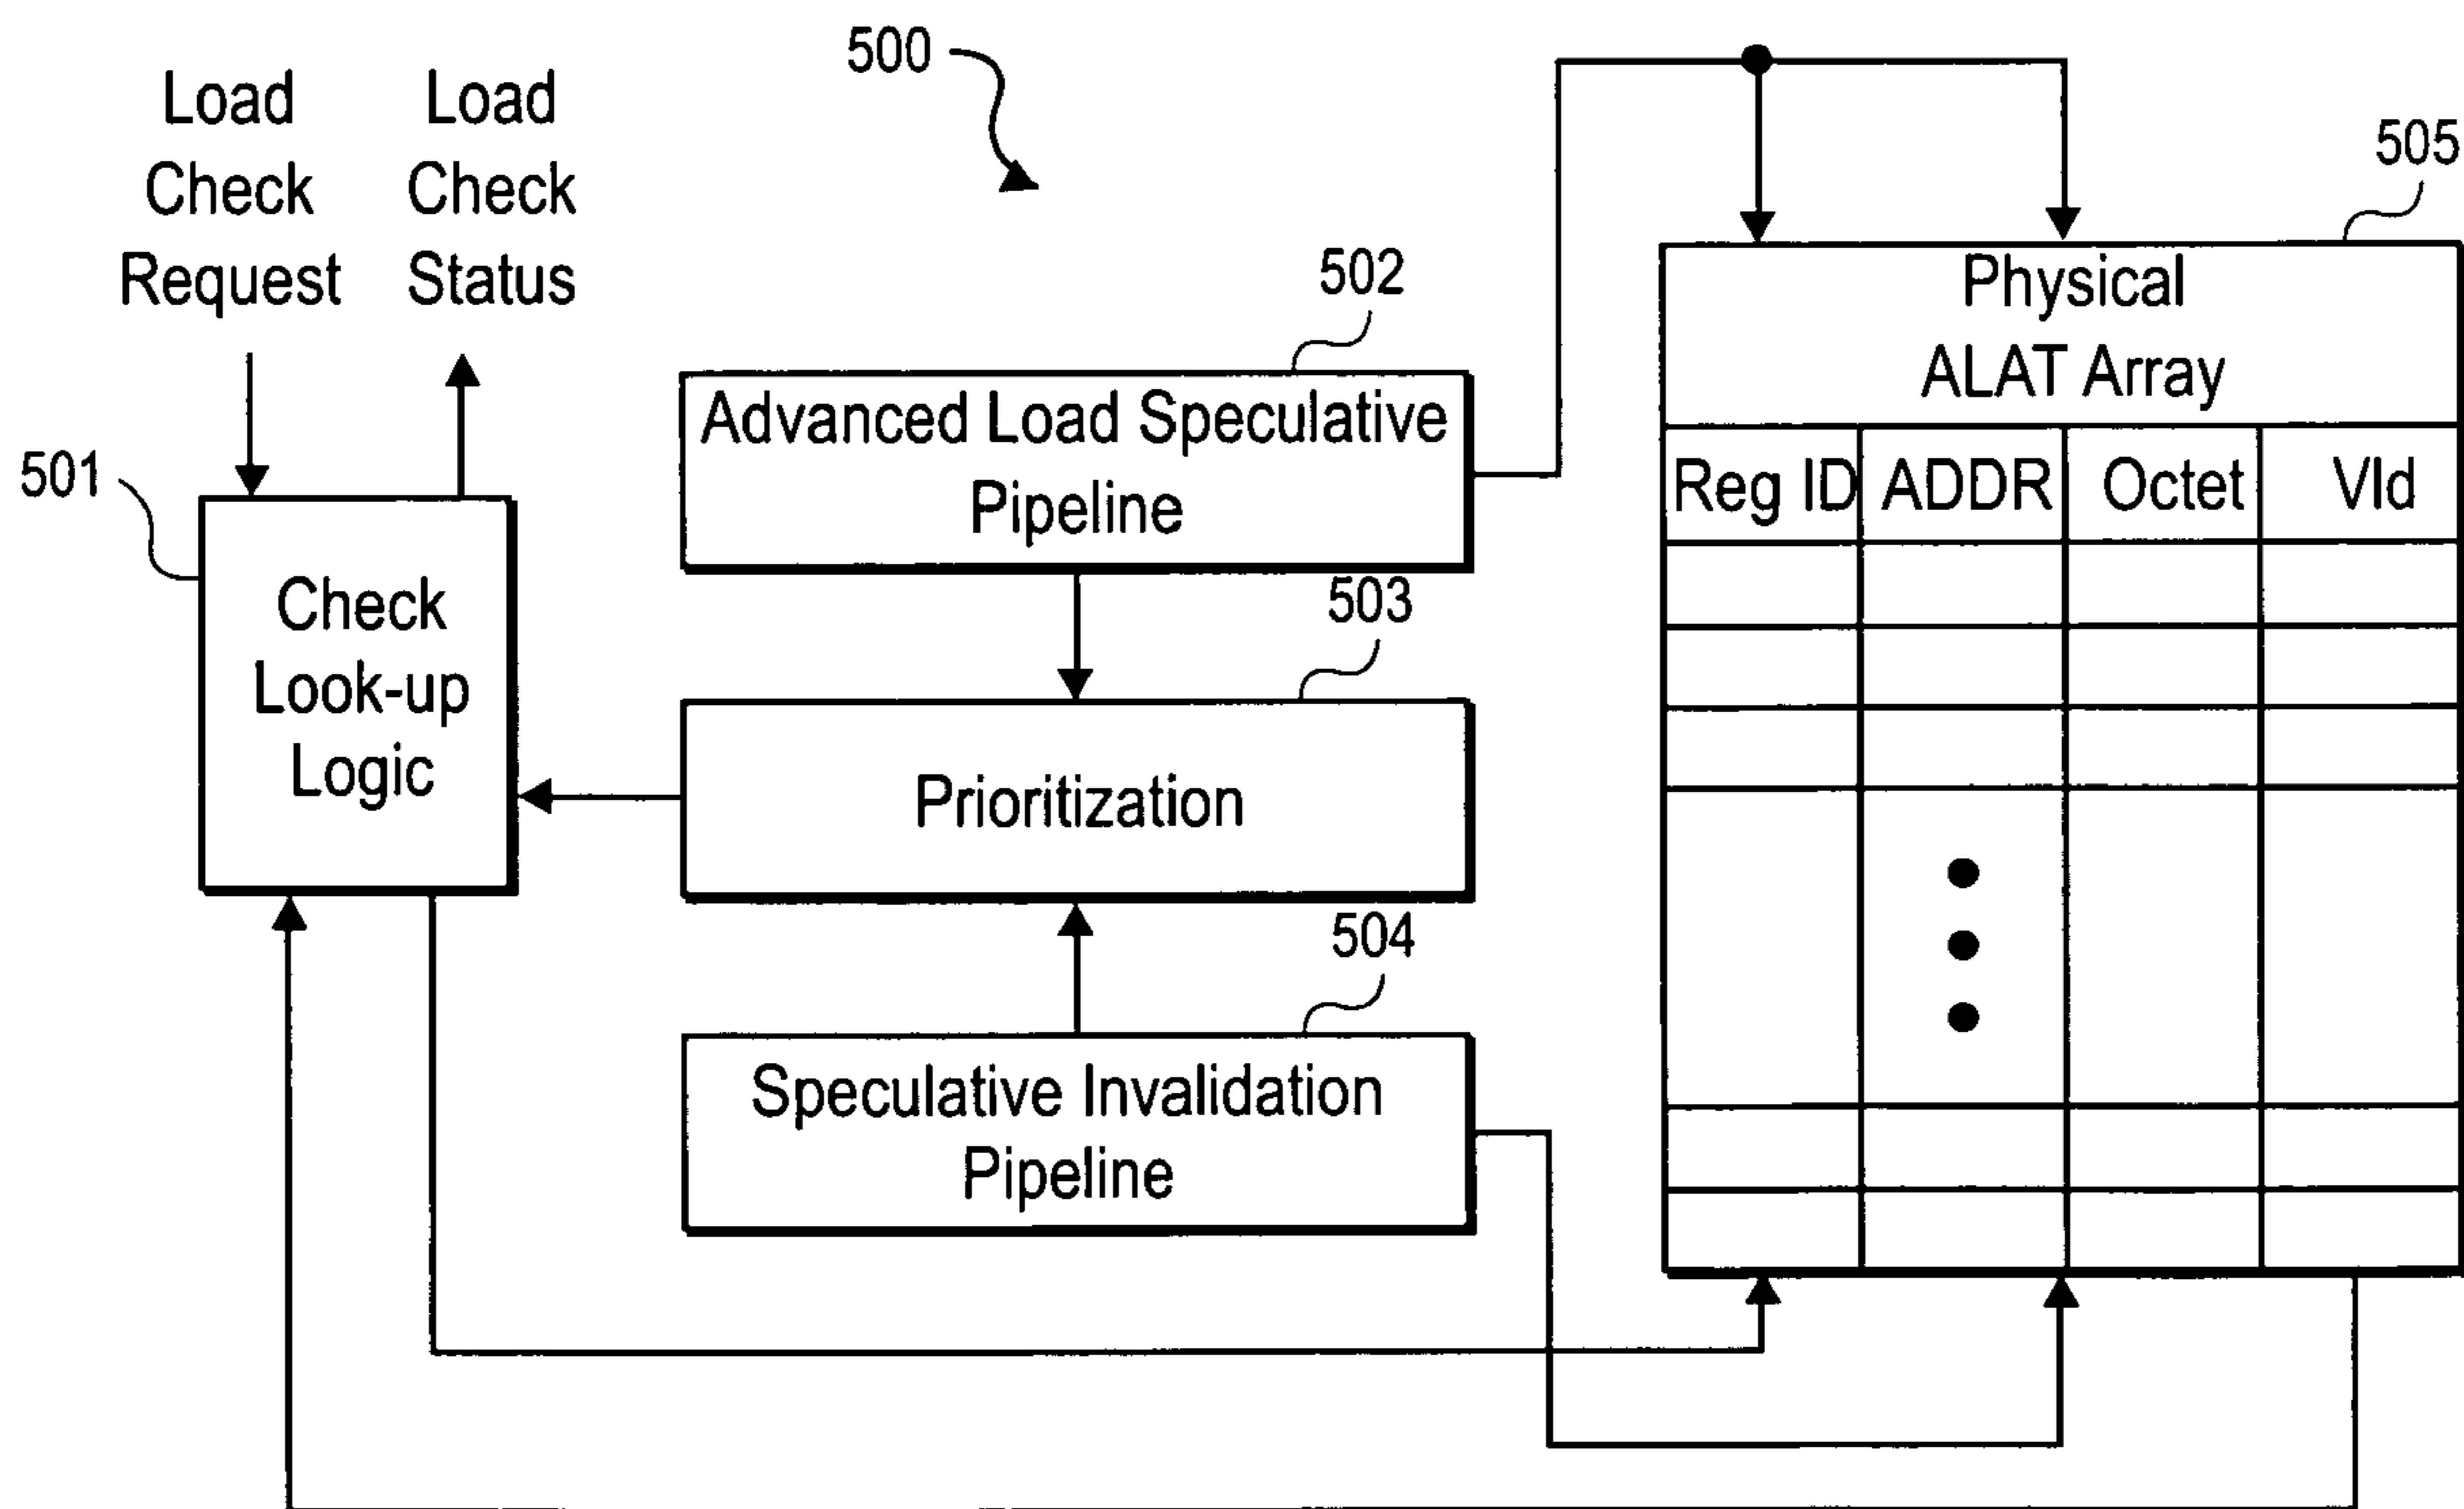 500
Load
Check
Request
Load
Check
Status
505
502
Physical
ALAT Array
Advanced Load Speculative
Pipeline
501
Reg ID ADDR Octet Vld
503
Check
Look-up
Logic
Prioritization
504
Speculative Invalidation
Pipeline